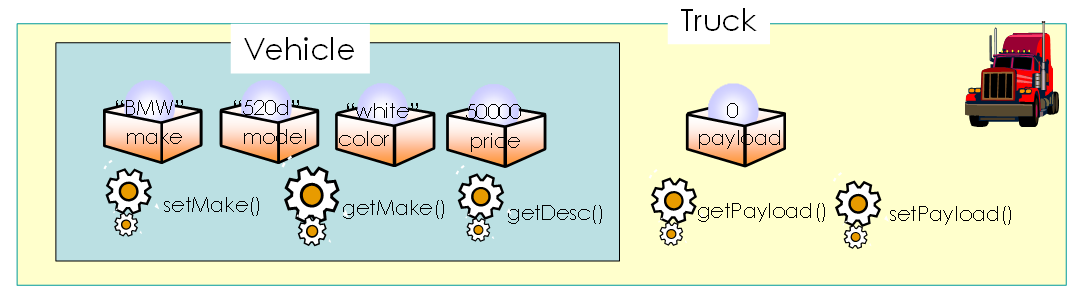 Truck
Vehicle
“BMW” “520d” “white” 50000 0
make model color price payload
setMake() getMake() getDesc() getPayload() setPayload()